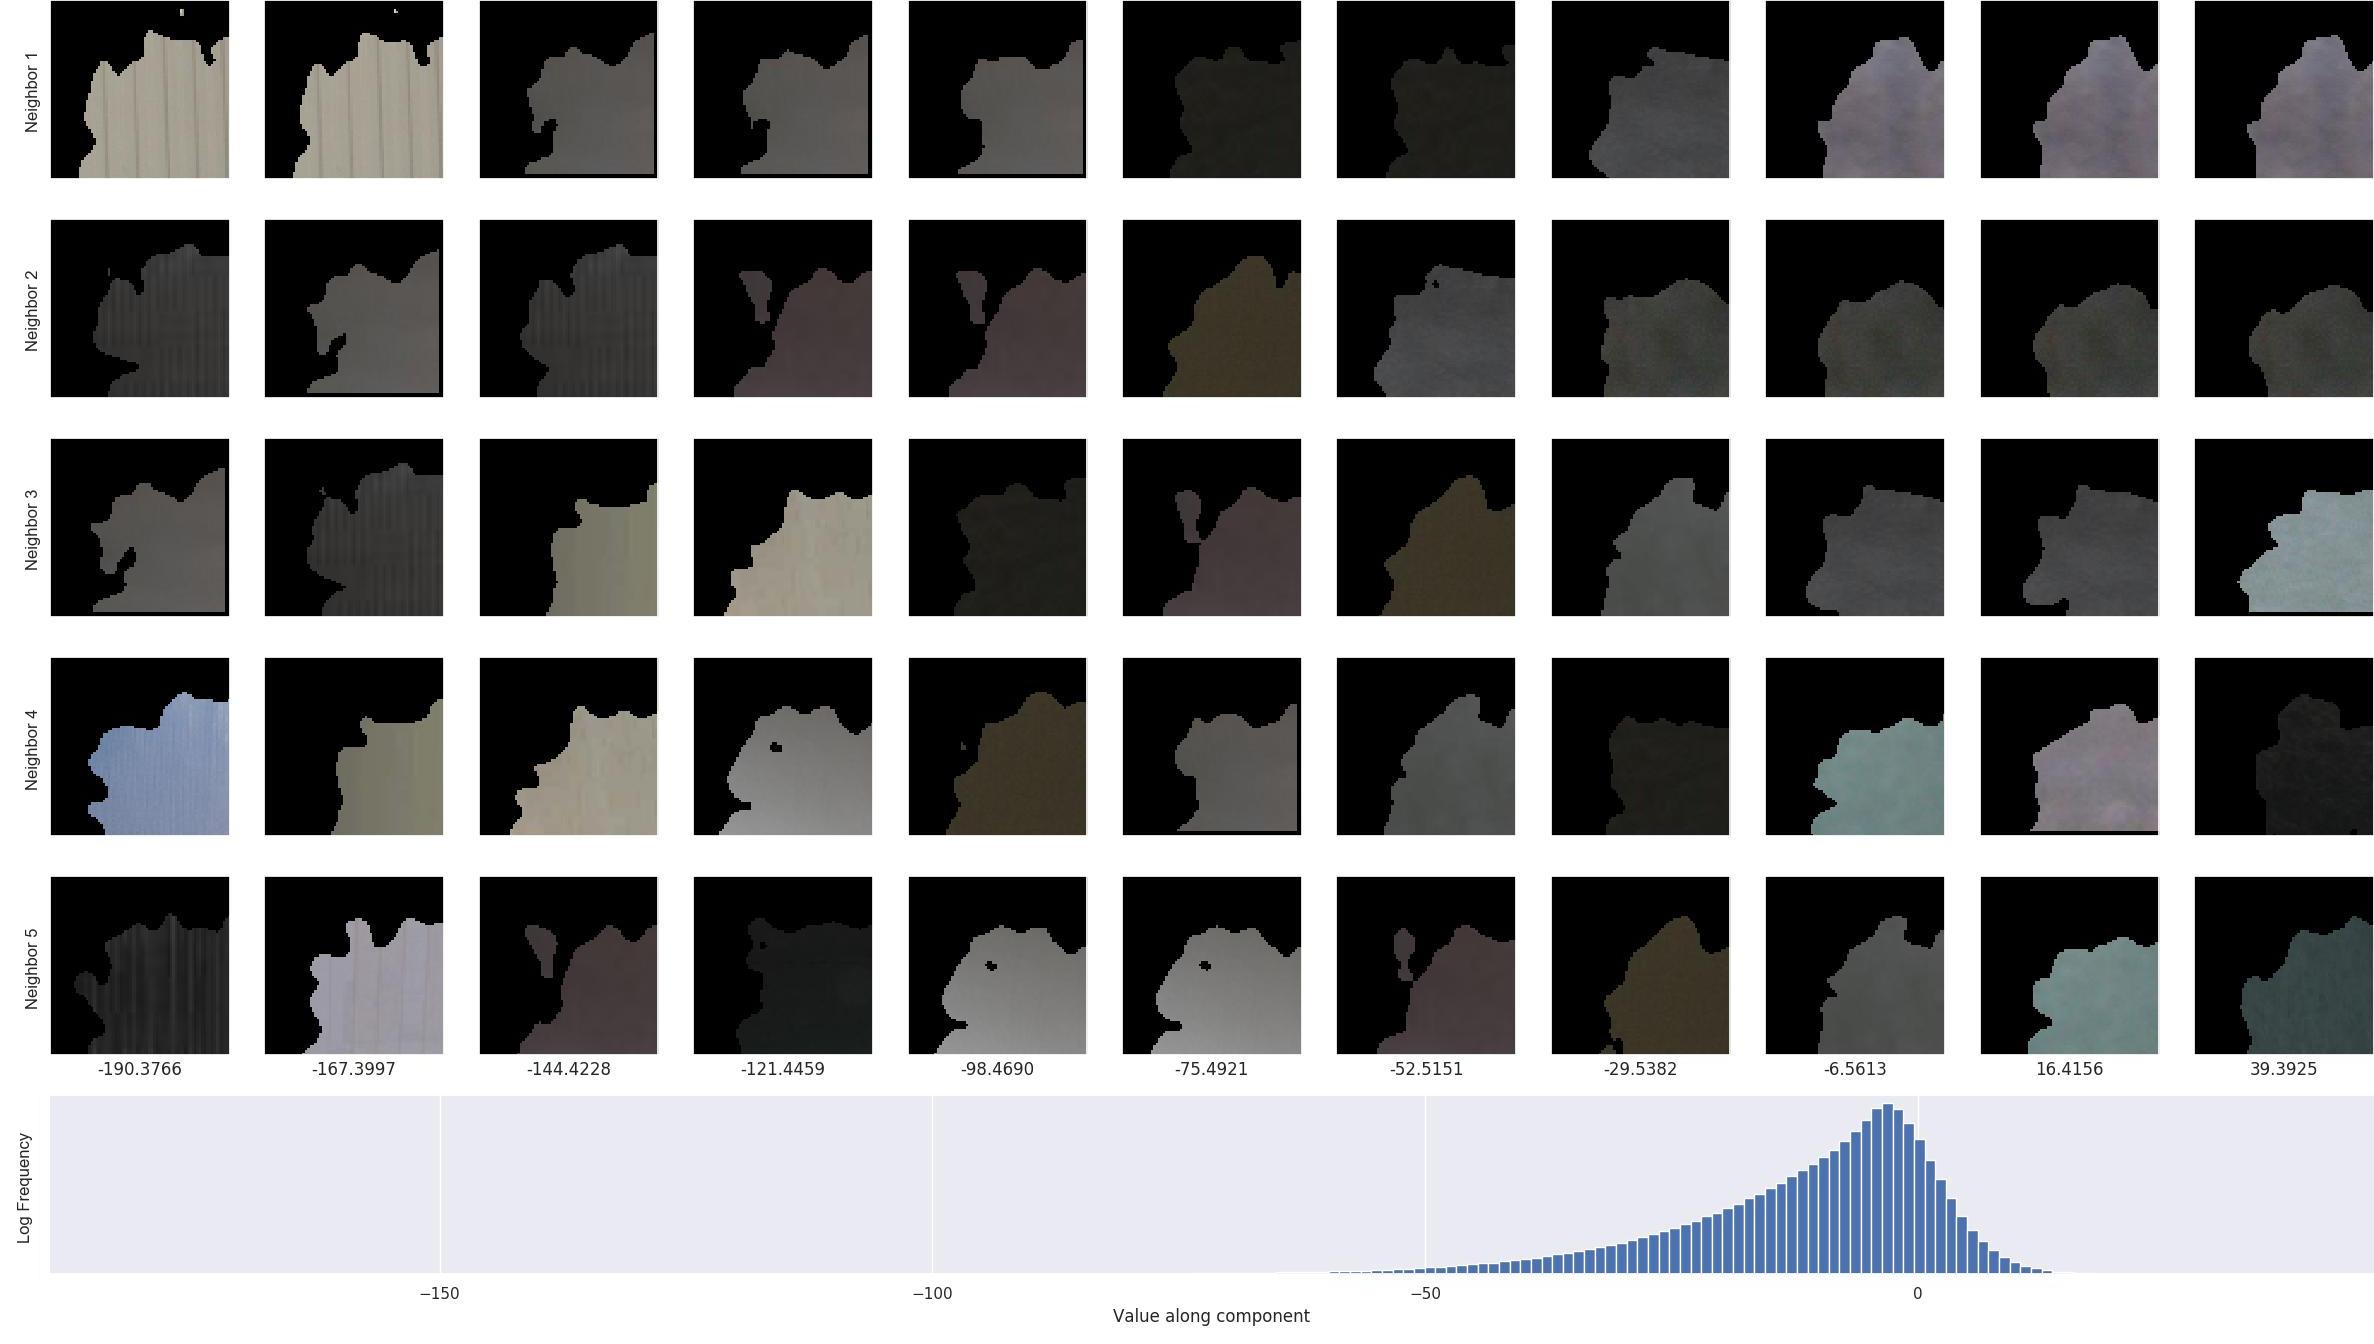 Neighbor 1
Neighbor 2
Neighbor 3
Neighbor 4
Neighbor 5
-190.3766 -167.3997 -144.4228 -121.4459 -98.4690 -75.4921 -52.5151 -29.5382 -6.5613 16.4156 39.3925
Log Frequency
−150 −100 −50 0
Value along component